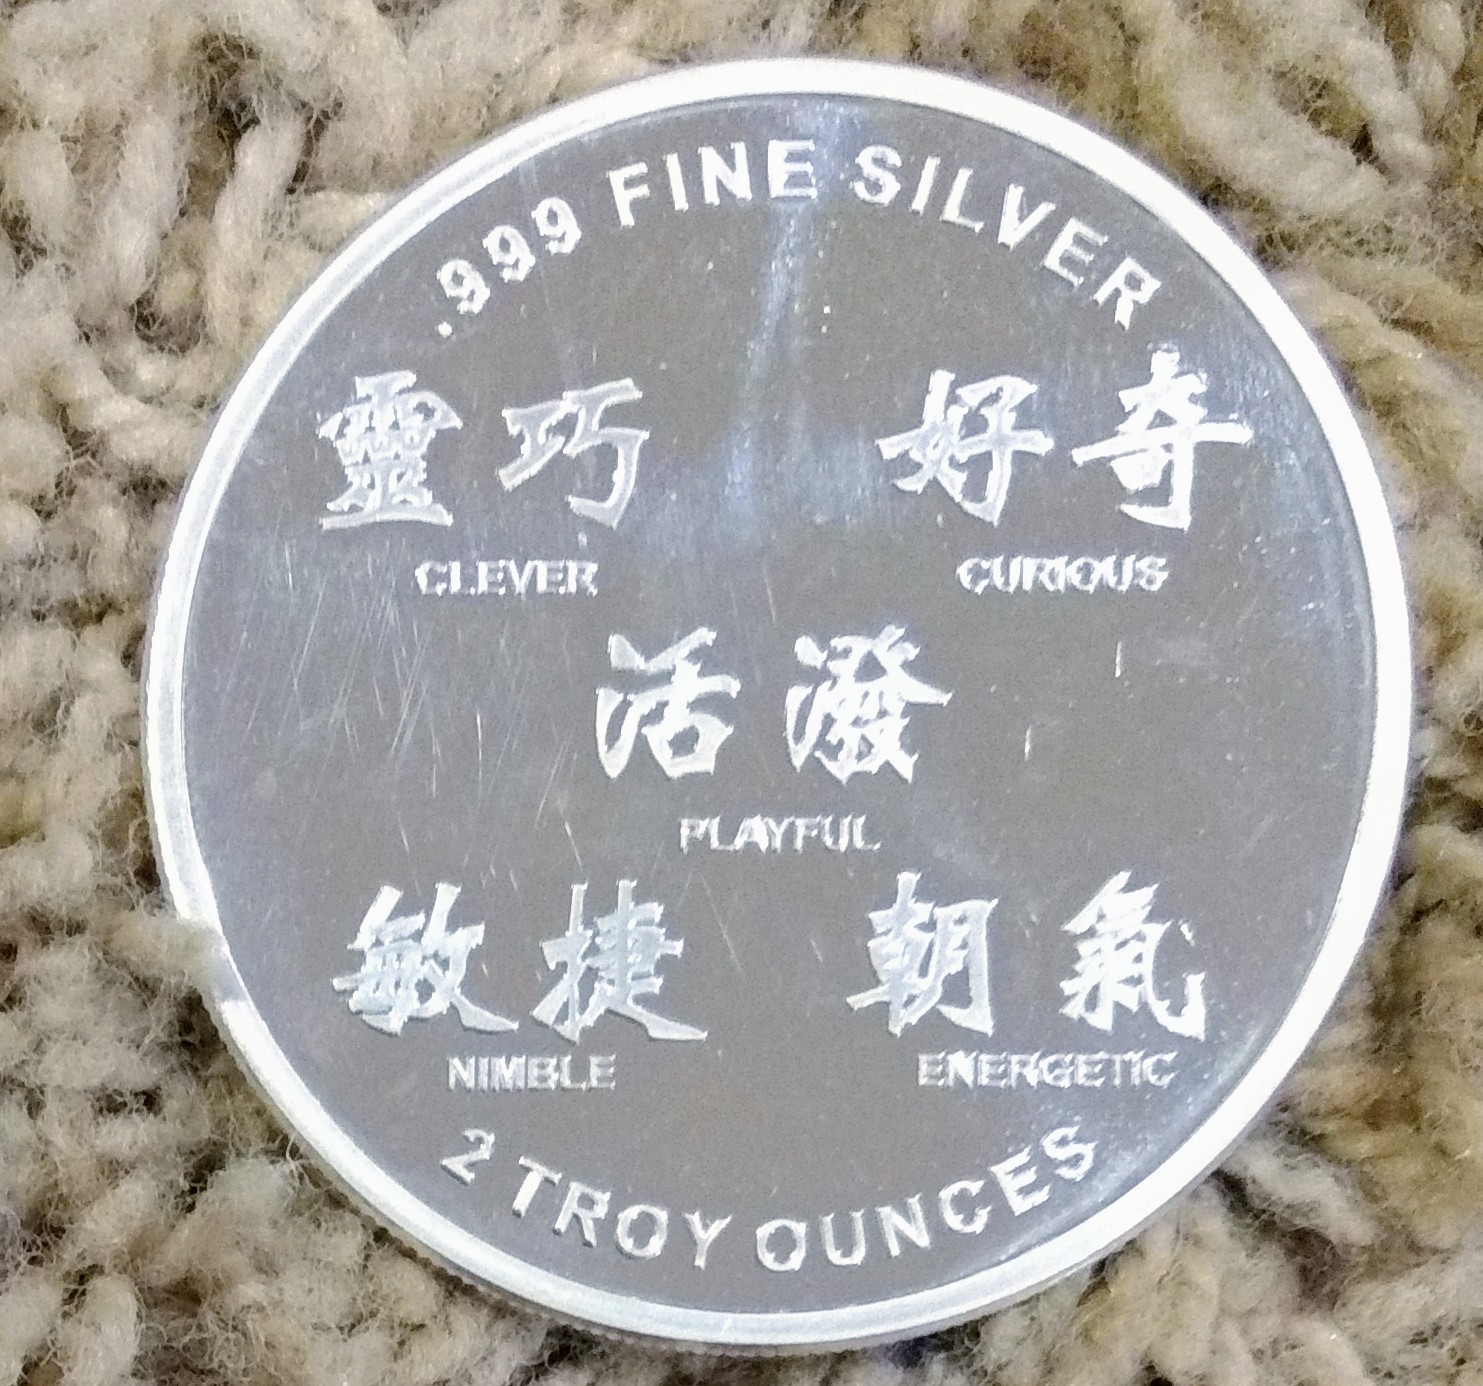 .999 FINE SILVER
靈巧 好奇
CLEVER CURIOUS
活潑
PLAYFUL
敏捷 朝氣
NIMBLE ENERGETIC
2 TROY OUNCES